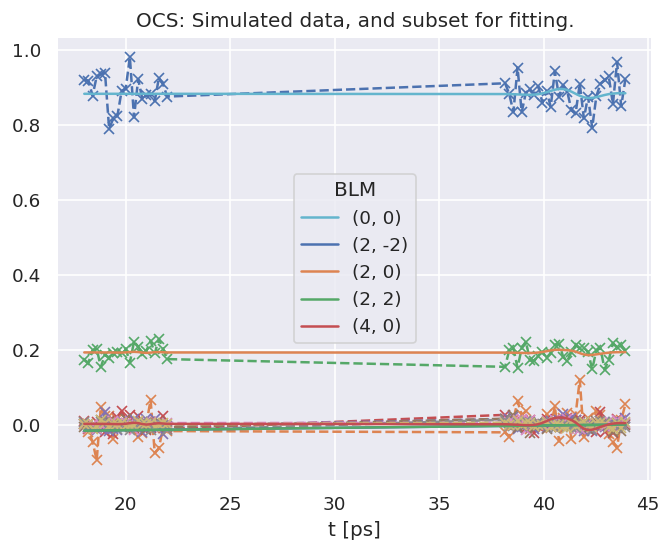 OCS: Simulated data, and subset for fitting.
1.0
0.8
0.6
0.4
0.2
0.0
BLM
(0, 0)
(2, -2)
(2, 0)
(2, 2)
(4, 0)
20 25 30 35 40 45
t [ps]